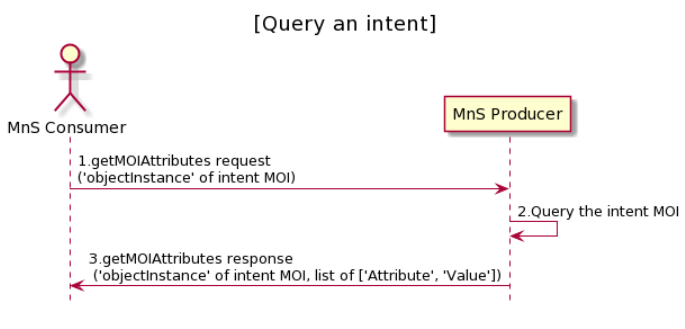 [Query an intent]
MnS Consumer
MnS Producer
1.getMOIAttributes request
('objectInstance' of intent MOI)
2.Query the intent MOI
3.getMOIAttributes response
('objectInstance' of intent MOI, list of ['Attribute', 'Value'])